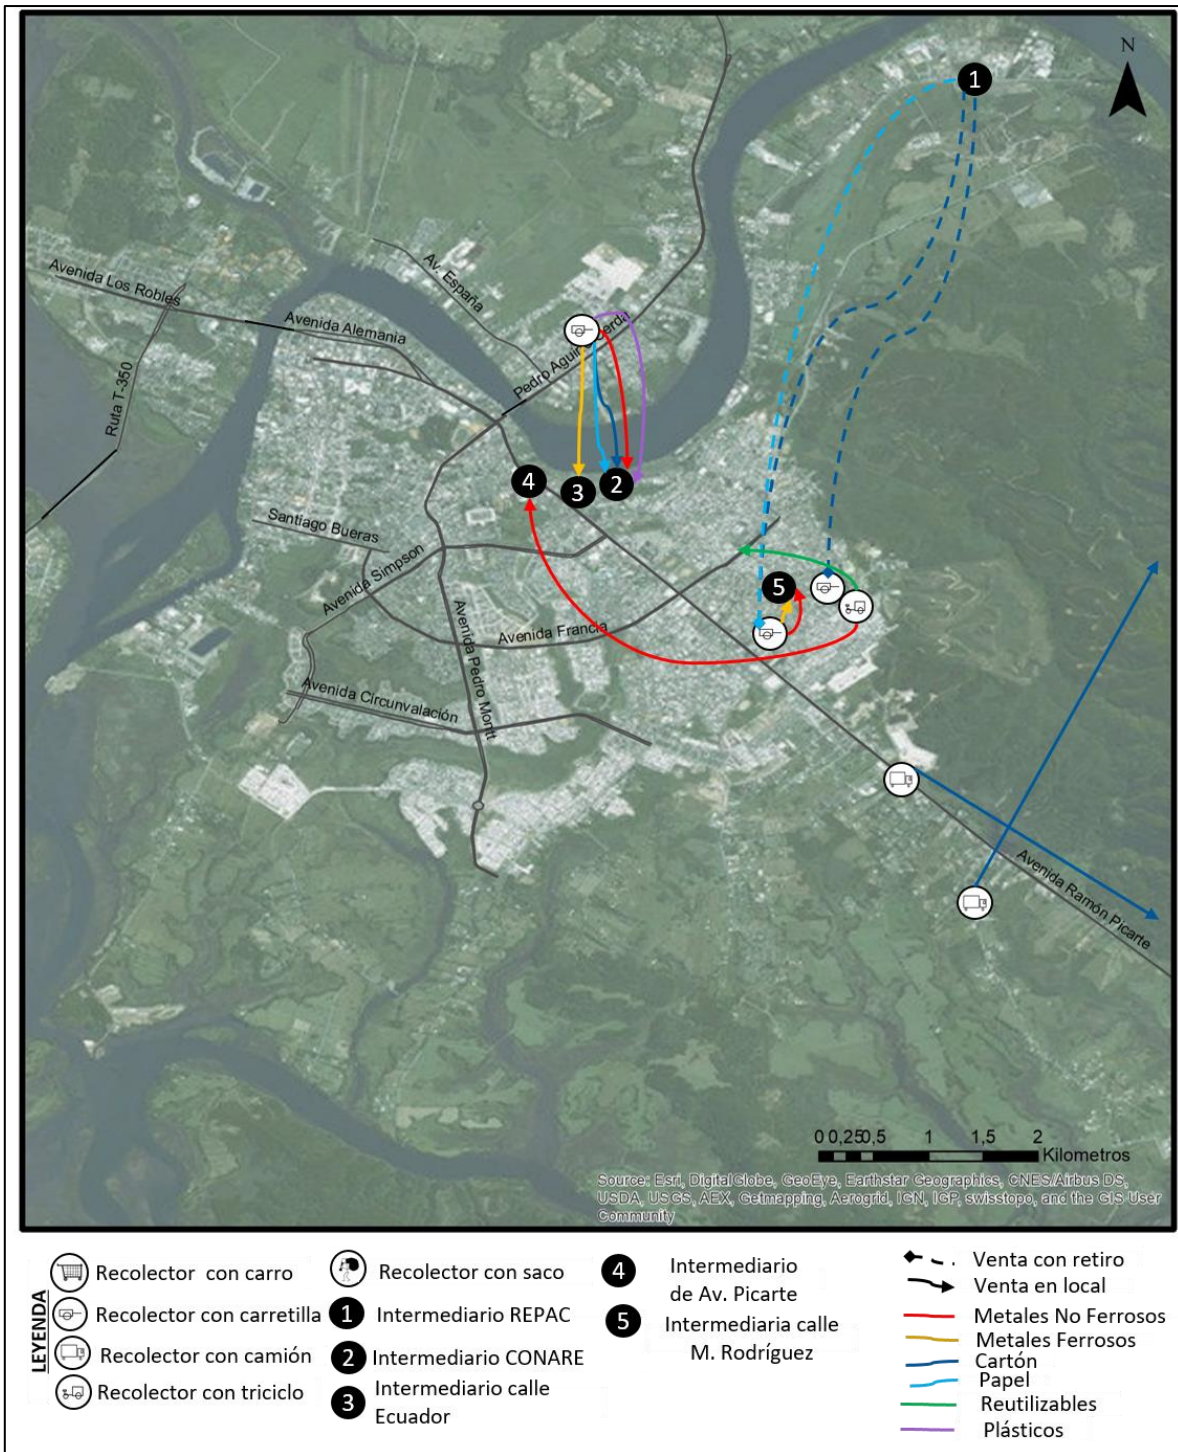 N
1
Avenida Los Robles
Av. España
Avenida Alemania
Ruta T-350
Pedro Aguirre Cerda
4
3
2
Santiago Bueras
Avenida Simpson
5
Avenida Francia
Avenida Pedro Montt
Avenida Circunvalación
Avenida Ramón Picarte
0 0,25 0,5 1 1,5 2
Kilometros
Source: Esri, DigitalGlobe, GeoEye, Earthstar Geographics, CNES/Airbus DS,
USDA, USGS, AEX, Getmapping, Aerogrid, IGN, IGP, swisstopo, and the GIS User
Community
LEYENDA
Recolector con carro
Recolector con carretilla
Recolector con camión
Recolector con triciclo
Recolector con saco
1 Intermediario REPAC
2 Intermediario CONARE
3 Intermediario calle
Ecuador
4 Intermediario
de Av. Picarte
5 Intermediaria calle
M. Rodríguez
Venta con retiro
Venta en local
Metales No Ferrosos
Metales Ferrosos
Cartón
Papel
Reutilizables
Plásticos